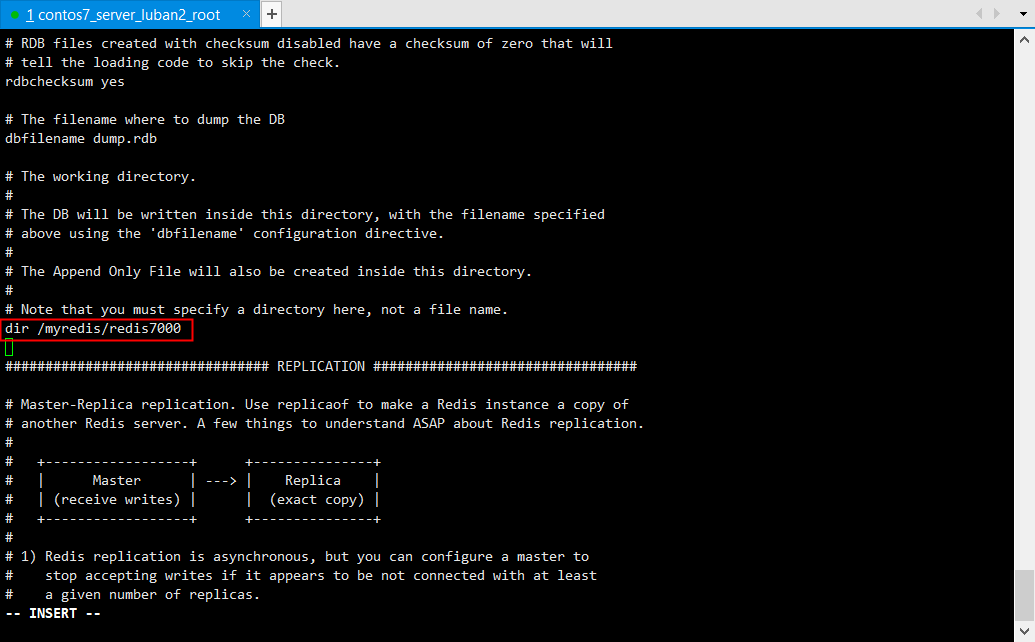 1 contos7_server_luban2_root × +
# RDB files created with checksum disabled have a checksum of zero that will
# tell the loading code to skip the check.
rdbchecksum yes
# The filename where to dump the DB
dbfilename dump.rdb
# The working directory.
#
# The DB will be written inside this directory, with the filename specified
# above using the 'dbfilename' configuration directive.
#
# The Append Only File will also be created inside this directory.
#
# Note that you must specify a directory here, not a file name.
dir /myredis/redis7000
################################# REPLICATION #################################
# Master-Replica replication. Use replicaof to make a Redis instance a copy of
# another Redis server. A few things to understand ASAP about Redis replication.
#
#   +------------------+      +---------------+
#   |      Master      | ---> |    Replica    |
#   | (receive writes) |      |  (exact copy) |
#   +------------------+      +---------------+
#
# 1) Redis replication is asynchronous, but you can configure a master to
#    stop accepting writes if it appears to be not connected with at least
#    a given number of replicas.
-- INSERT --